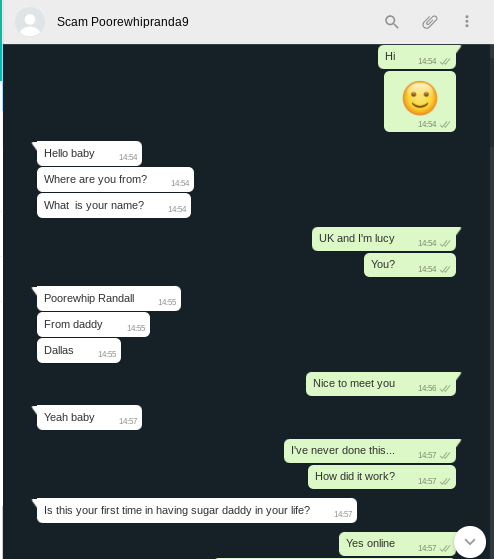 Scam Poorewhipranda9
Hi 14:54
14:54
Hello baby 14:54
Where are you from? 14:54
What  is your name? 14:54
UK and I'm lucy 14:54
You? 14:54
Poorewhip Randall 14:55
From daddy 14:55
Dallas 14:55
Nice to meet you 14:56
Yeah baby 14:57
I've never done this... 14:57
How did it work? 14:57
Is this your first time in having sugar daddy in your life? 14:57
Yes online 14:57